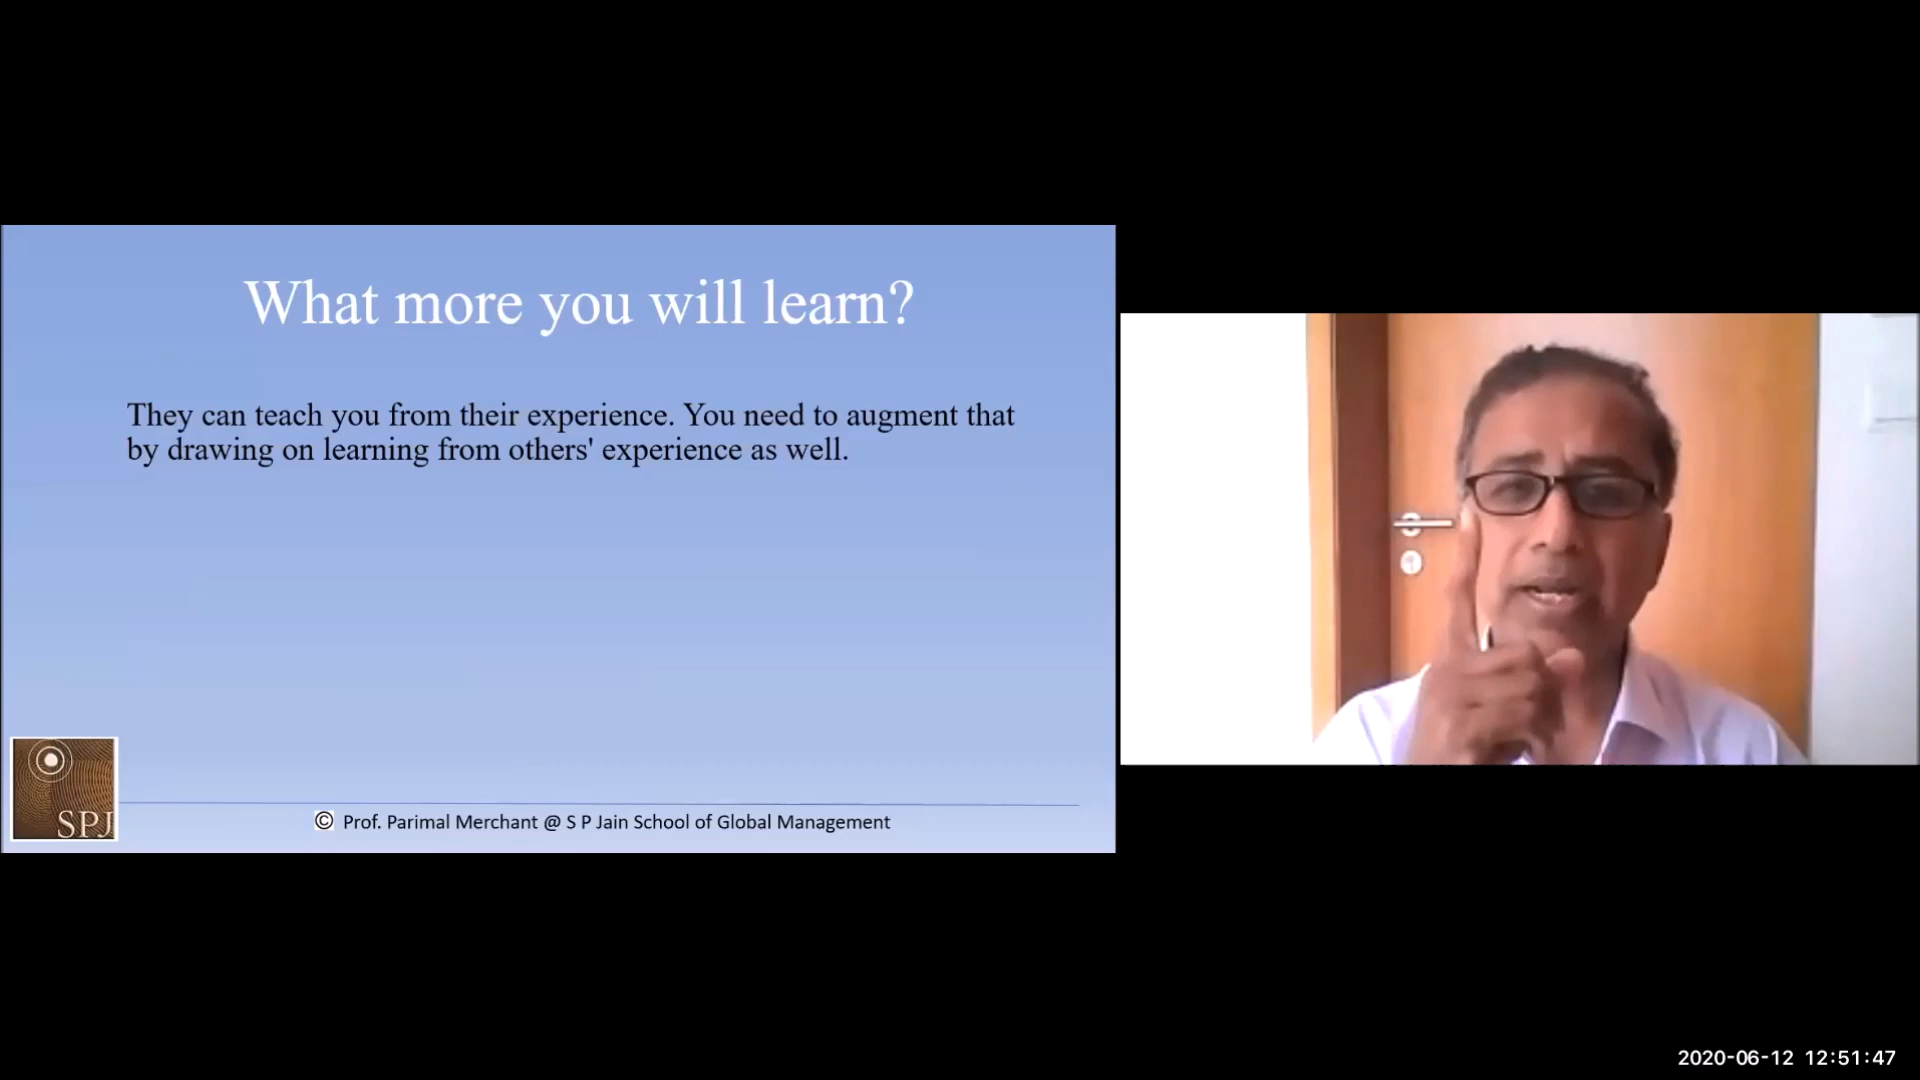 What more you will learn?
They can teach you from their experience. You need to augment that
by drawing on learning from others' experience as well.
SPJ
© Prof. Parimal Merchant @ S P Jain School of Global Management
2020-06-12 12:51:47